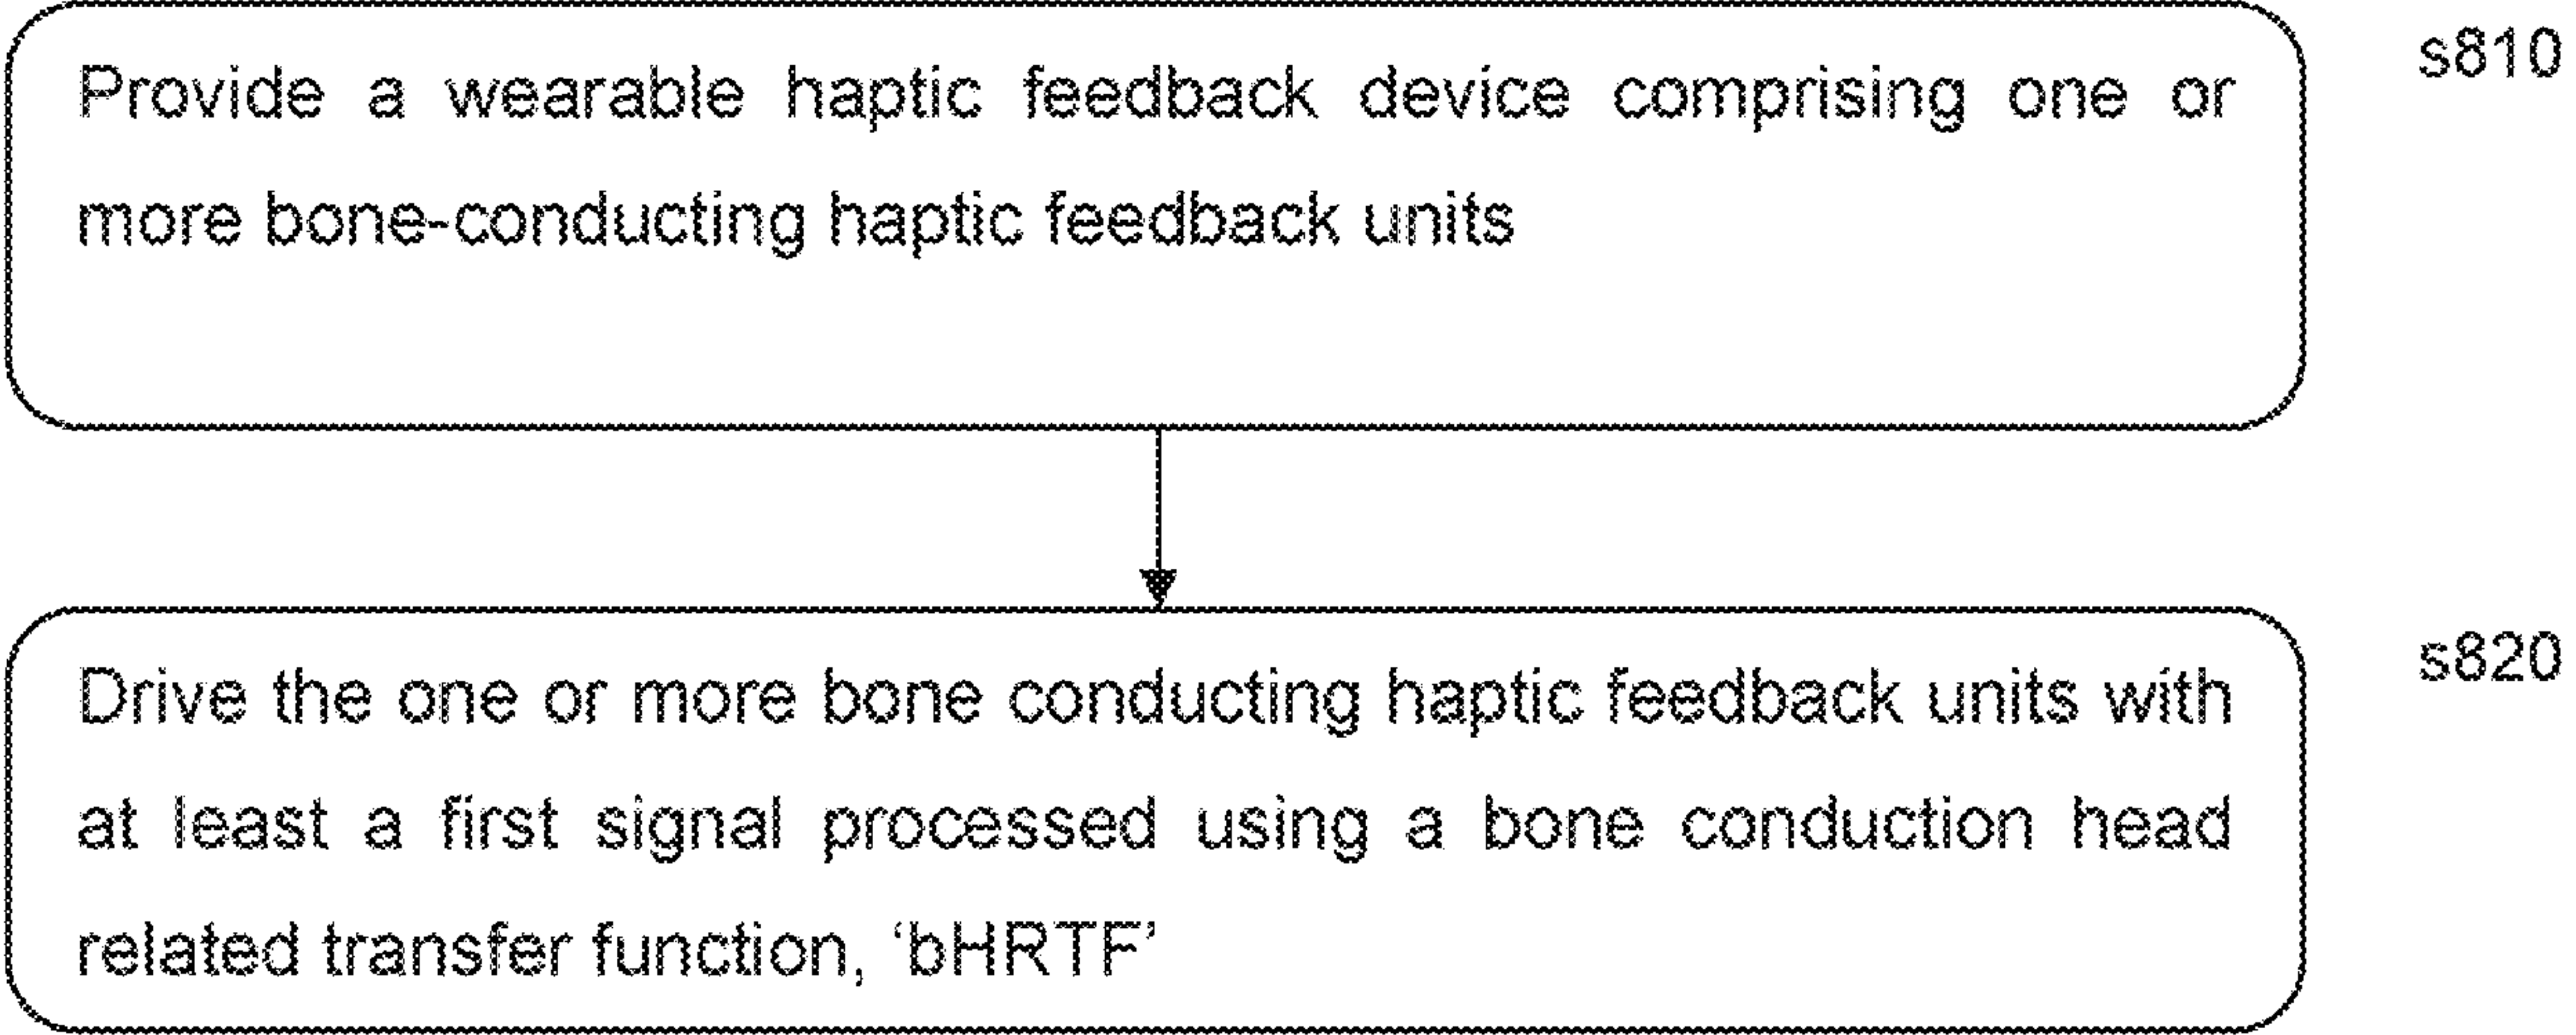 Provide a wearable haptic feedback device comprising one or
more bone-conducting haptic feedback units
s810
Drive the one or more bone conducting haptic feedback units with
at least a first signal processed using a bone conduction head
related transfer function, ‘bHRTF’
s820